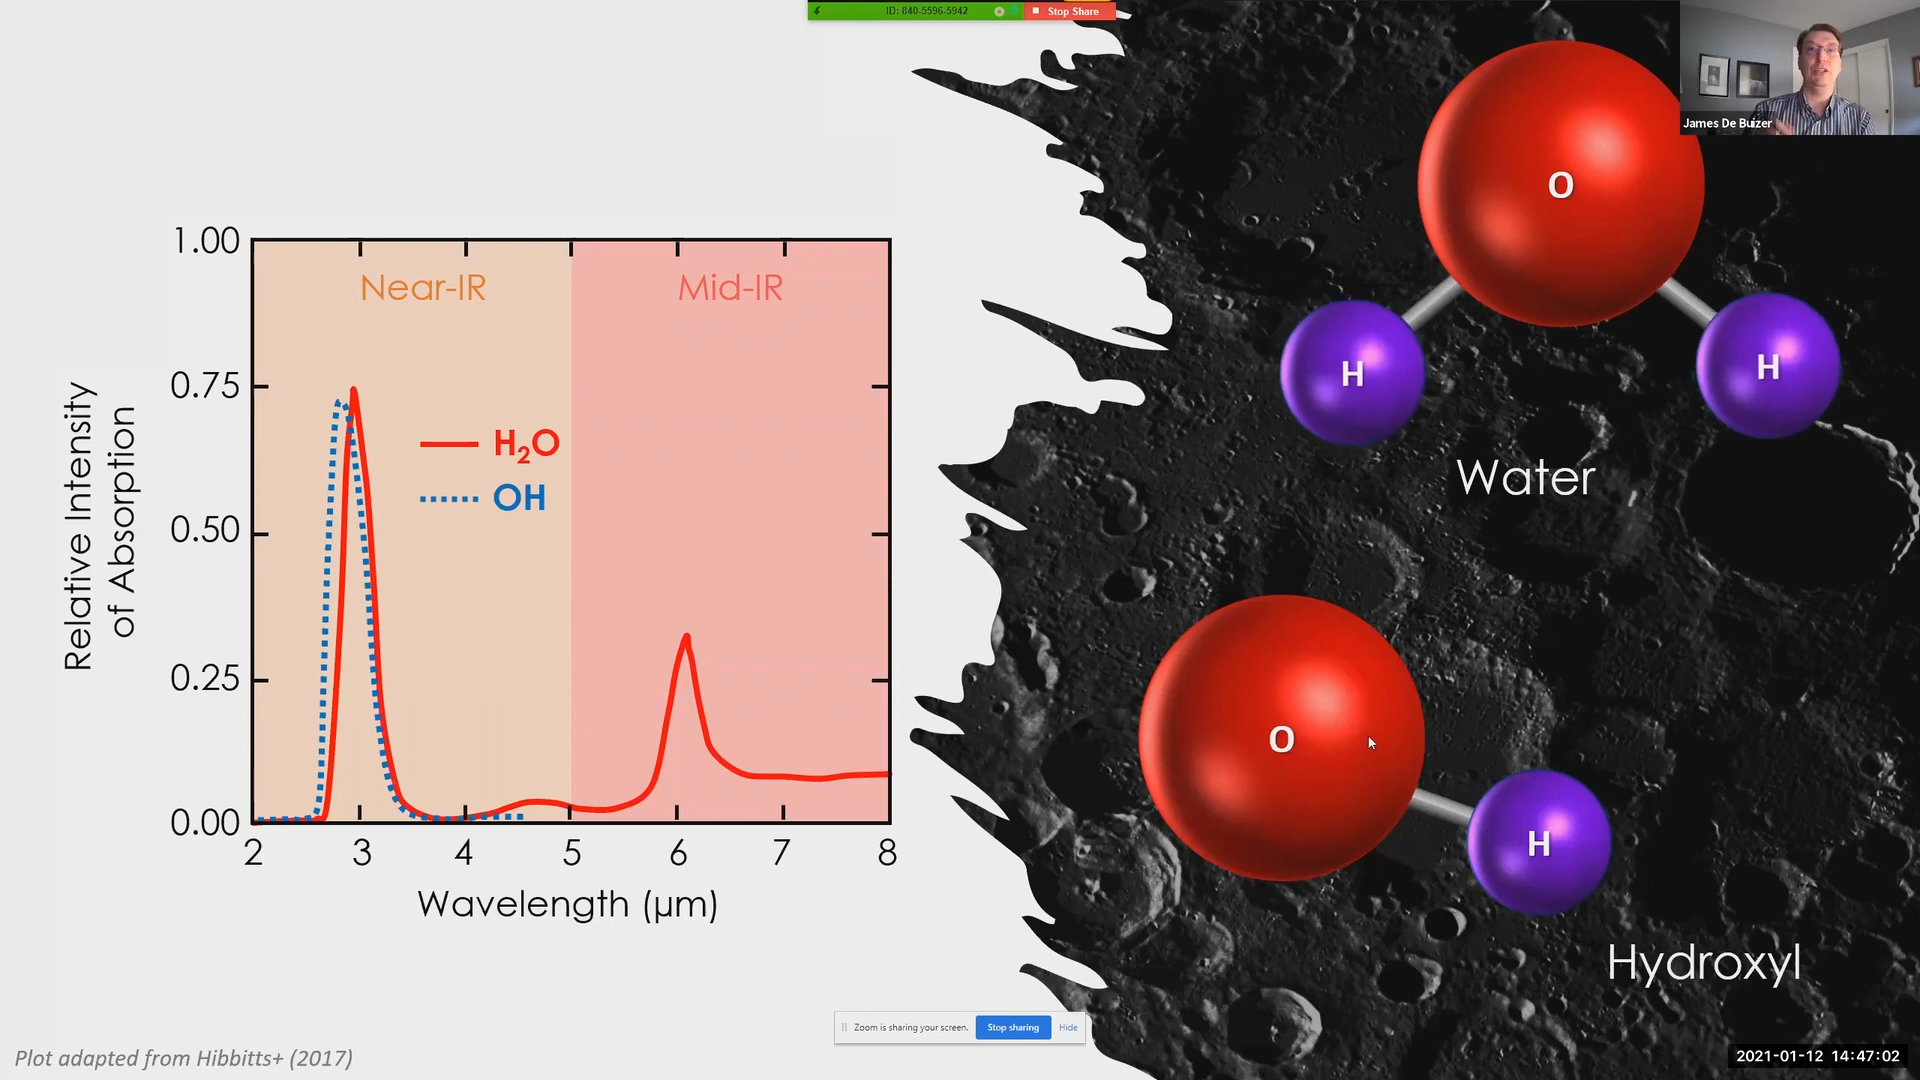 ID: 840-5596-5942
Stop Share
James De Buizer
1.00
0.75
0.50
0.25
0.00
Relative Intensity
of Absorption
Near-IR
Mid-IR
H₂O
OH
2 3 4 5 6 7 8
Wavelength (µm)
O
H
H
Water
O
H
Hydroxyl
Zoom is sharing your screen. Stop sharing Hide
Plot adapted from Hibbitts+ (2017)
2021-01-12 14:47:02